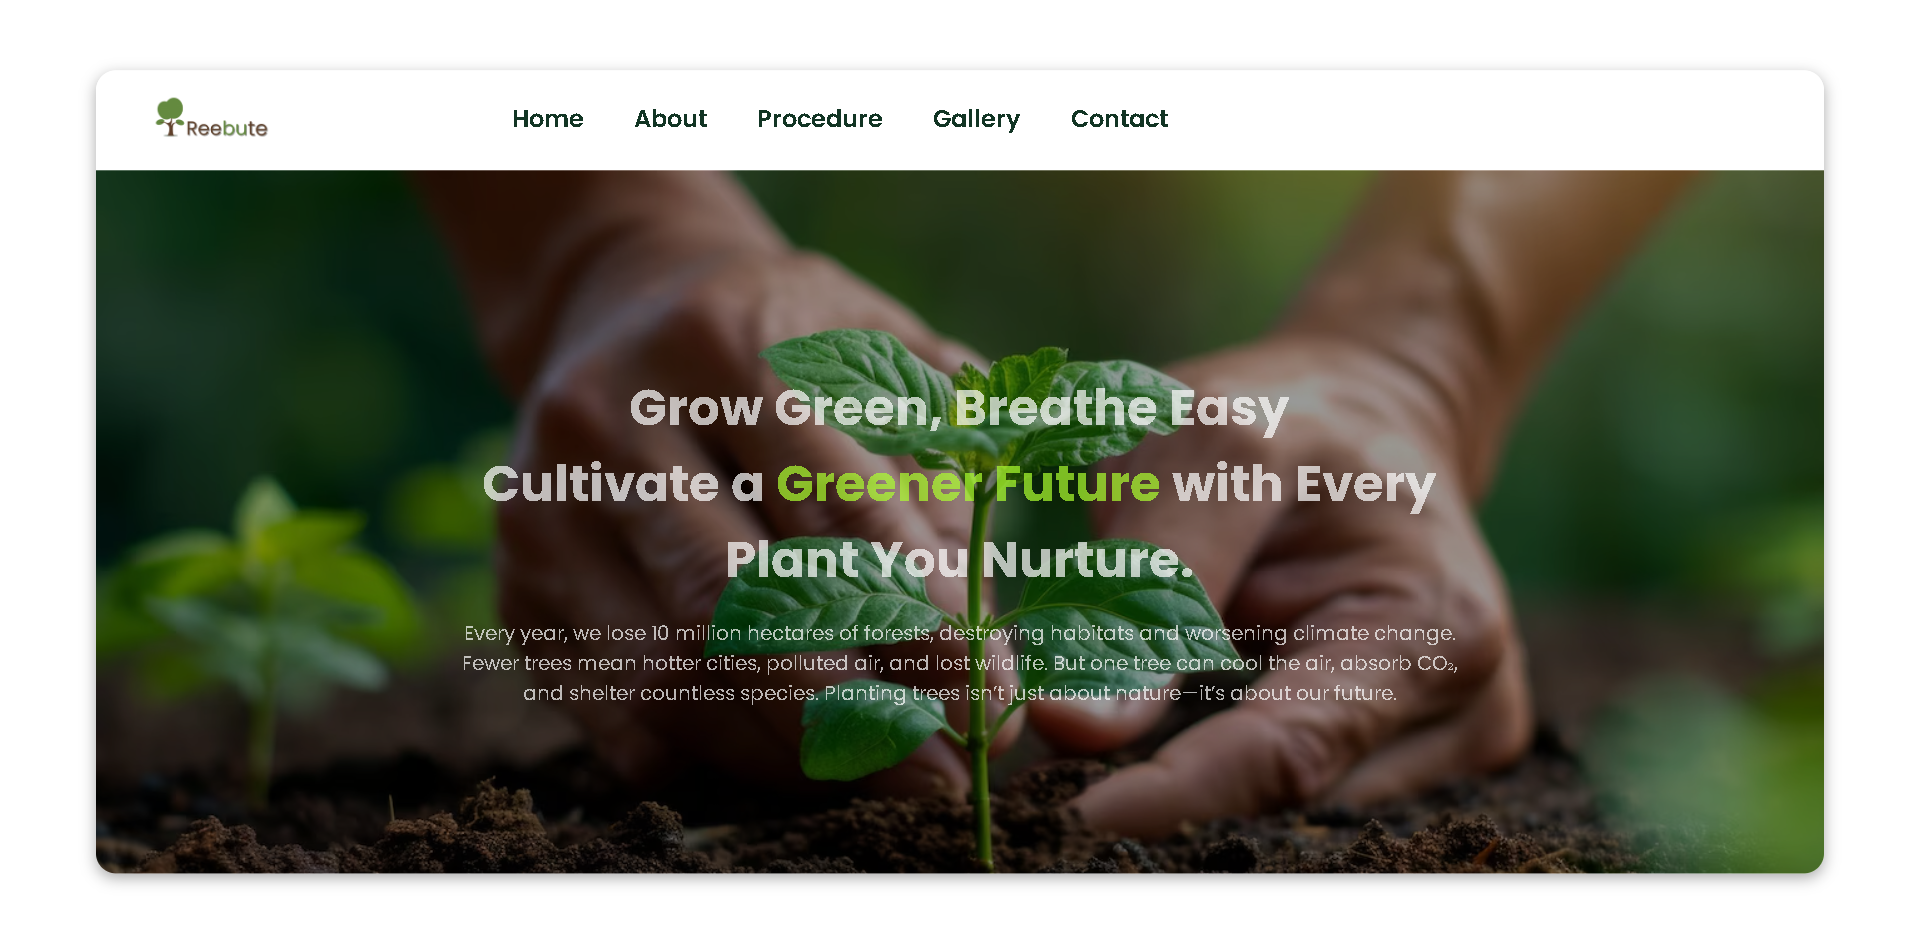 Reebute
Home About Procedure Gallery Contact
Grow Green, Breathe Easy
Cultivate a Greener Future with Every
Plant You Nurture.
Every year, we lose 10 million hectares of forests, destroying habitats and worsening climate change.
Fewer trees mean hotter cities, polluted air, and lost wildlife. But one tree can cool the air, absorb CO₂,
and shelter countless species. Planting trees isn’t just about nature—it’s about our future.